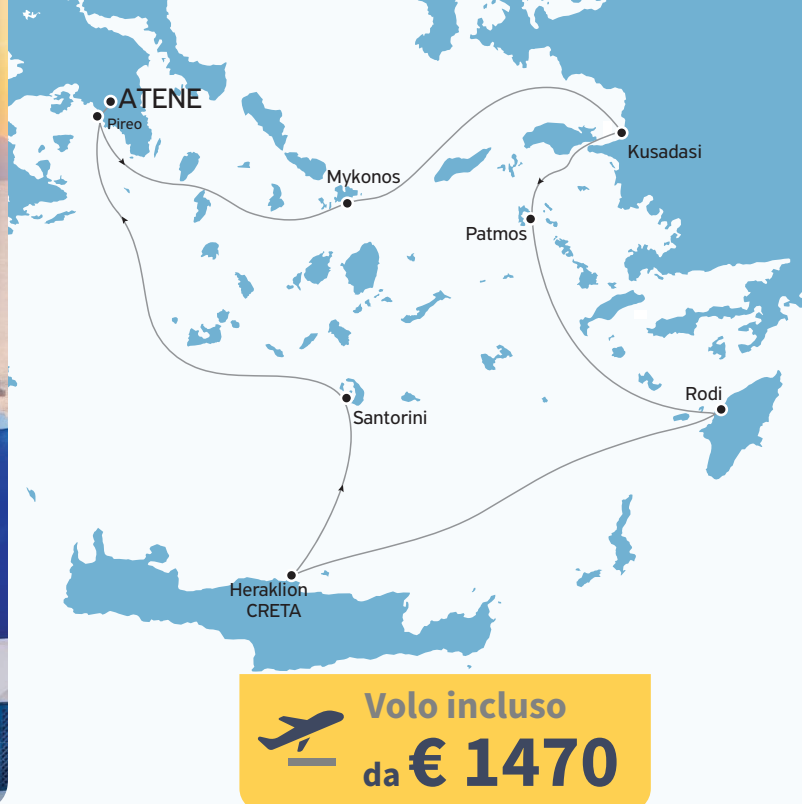 ATENE
Pireo
Kusadasi
Mykonos
Patmos
Rodi
Santorini
Heraklion
CRETA
Volo incluso
da € 1470